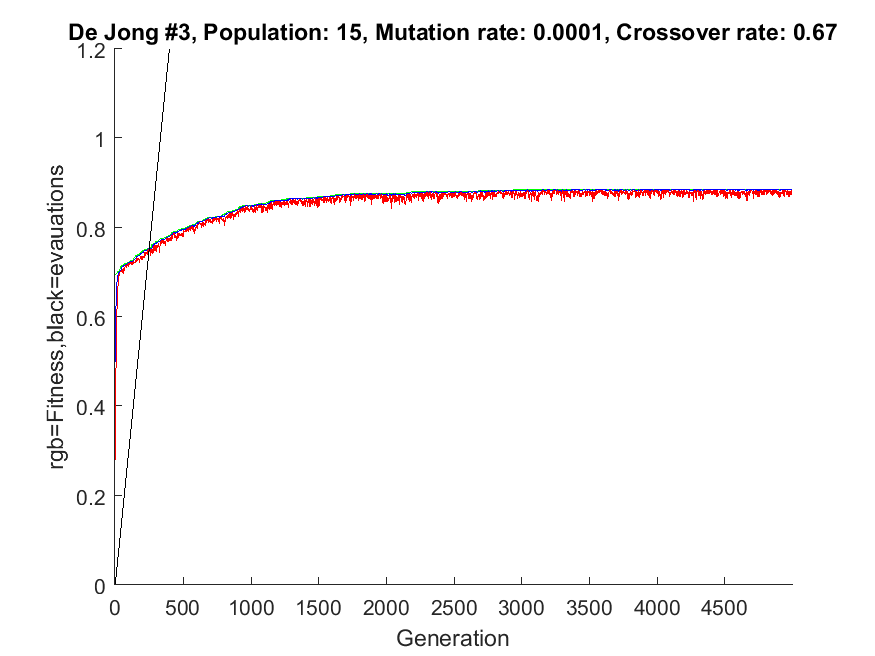 De Jong #3, Population: 15, Mutation rate: 0.0001, Crossover rate: 0.67
1.2
1
0.8
0.6
0.4
0.2
0
rgb=Fitness,black=evauations
0 500 1000 1500 2000 2500 3000 3500 4000 4500
Generation